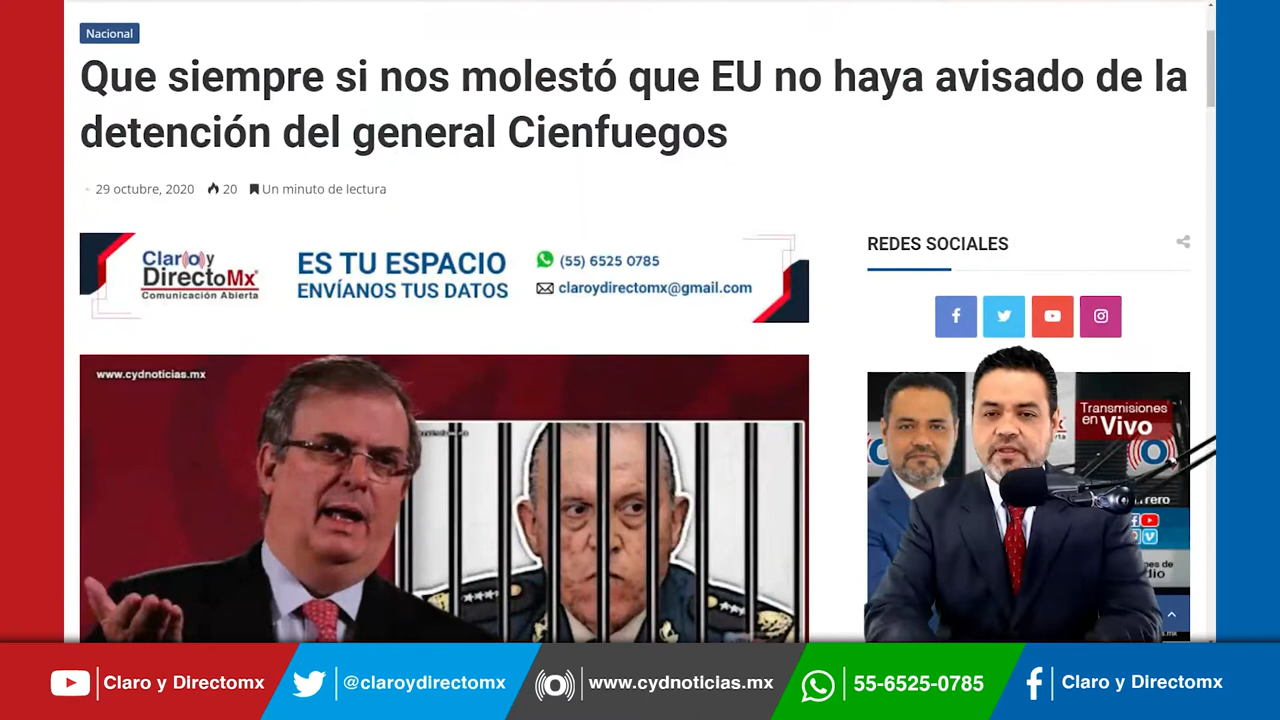 Nacional
Que siempre si nos molestó que EU no haya avisado de la
detención del general Cienfuegos
29 octubre, 2020 20 Un minuto de lectura
Claro y
DirectoMx
Comunicación Abierta
ES TU ESPACIO
ENVÍANOS TUS DATOS
(55) 6525 0785
claroydirectomx@gmail.com
REDES SOCIALES
www.cydnoticias.mx
Transmisiones
en Vivo
Claro y Directomx
@claroydirectomx
www.cydnoticias.mx
55-6525-0785
Claro y Directomx